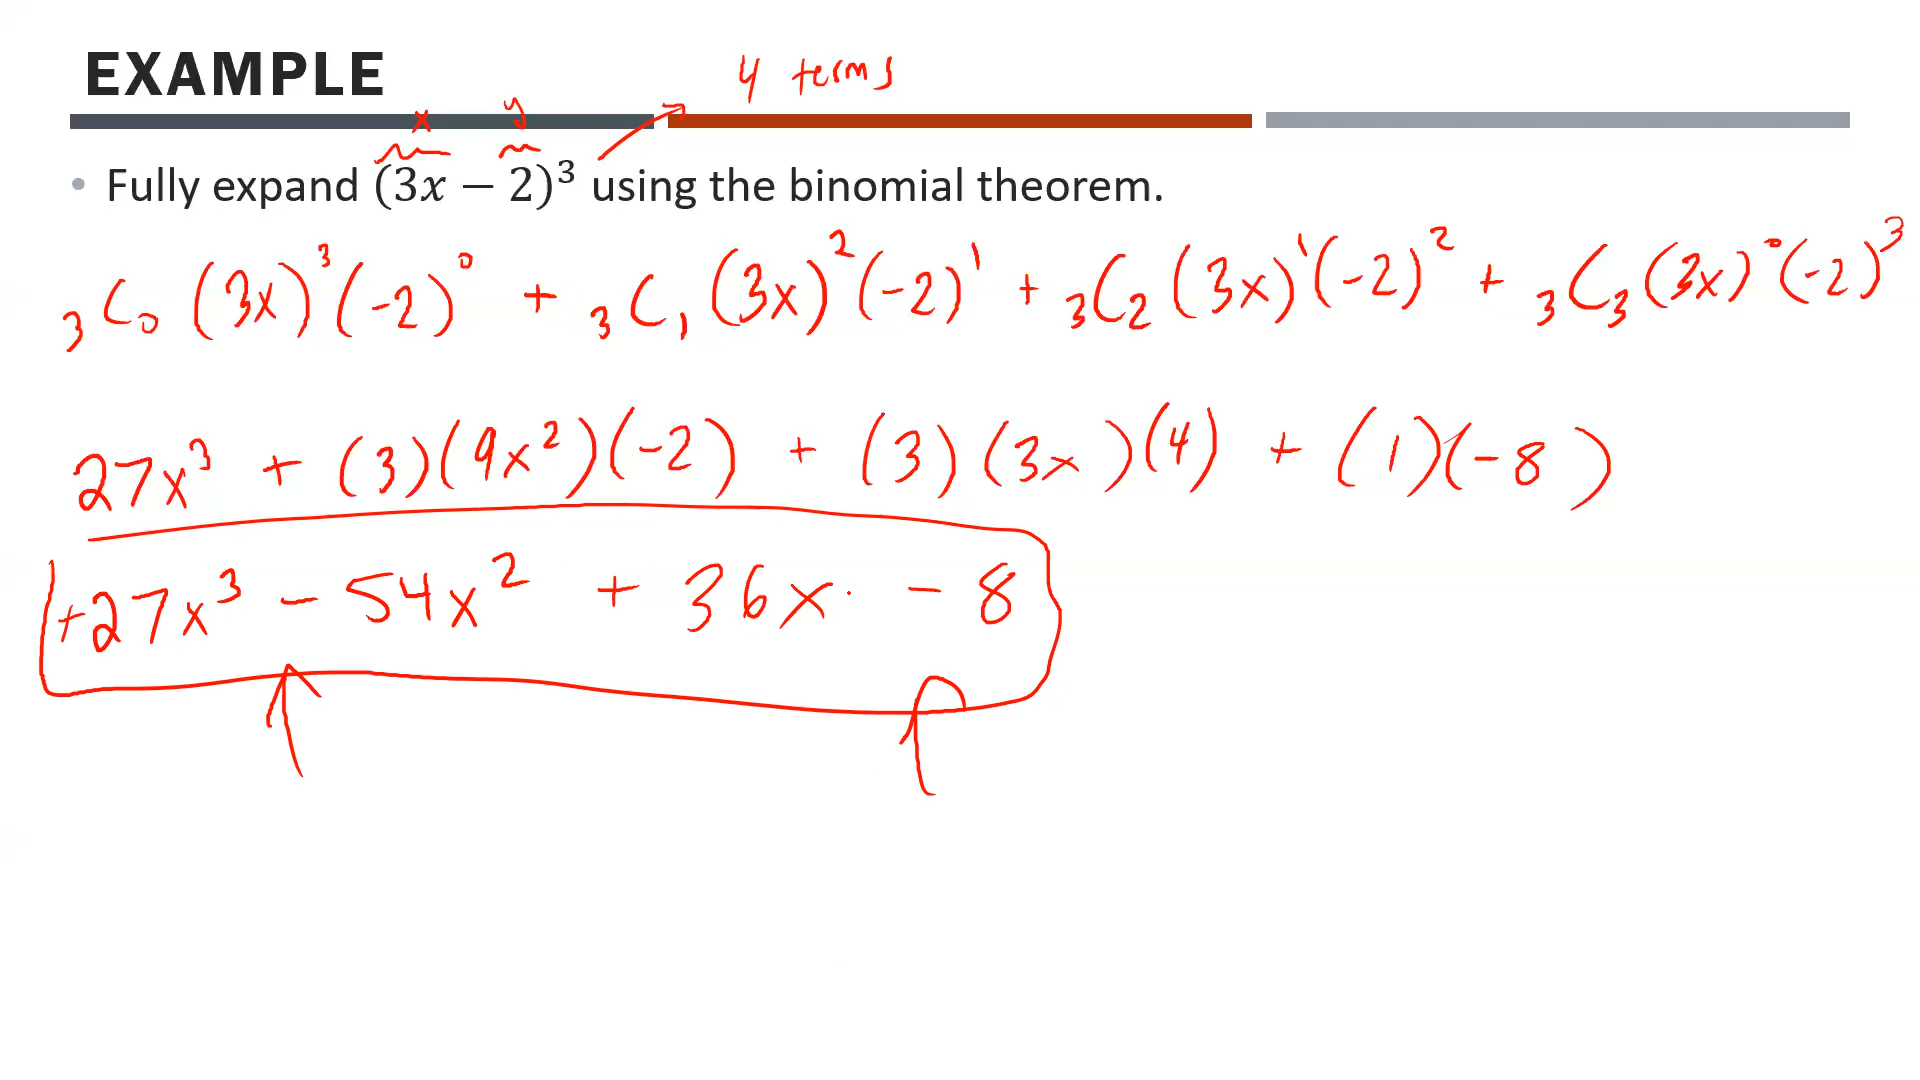 EXAMPLE
4 terms
x y
• Fully expand (3x − 2)³ using the binomial theorem.
₃C₀ (3x)³(-2)⁰ + ₃C₁ (3x)²(-2)¹ + ₃C₂ (3x)¹(-2)² + ₃C₃ (3x)⁰(-2)³
27x³ + (3)(9x²)(-2) + (3)(3x)(4) + (1)(-8)
+27x³ - 54x² + 36x - 8